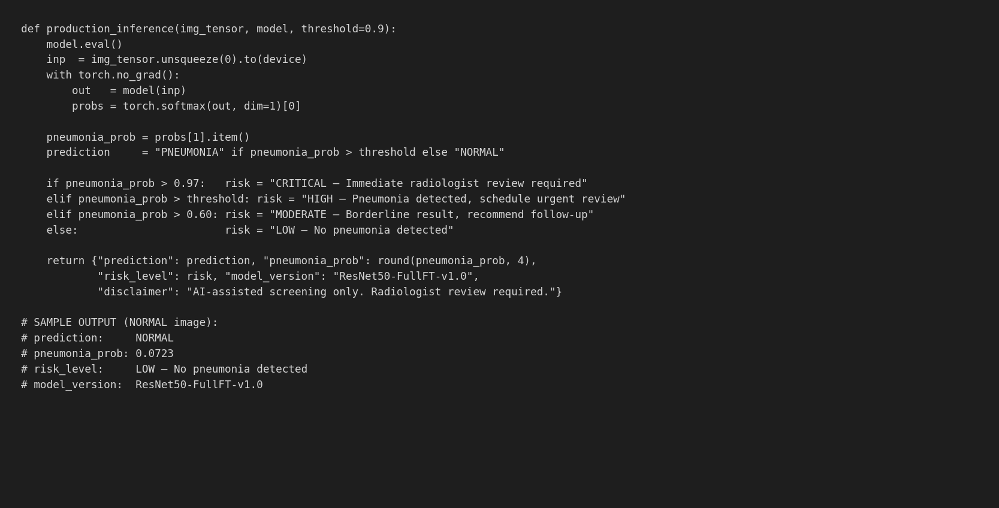 def production_inference(img_tensor, model, threshold=0.9):
    model.eval()
    inp  = img_tensor.unsqueeze(0).to(device)
    with torch.no_grad():
        out   = model(inp)
        probs = torch.softmax(out, dim=1)[0]

    pneumonia_prob = probs[1].item()
    prediction     = "PNEUMONIA" if pneumonia_prob > threshold else "NORMAL"

    if pneumonia_prob > 0.97:   risk = "CRITICAL — Immediate radiologist review required"
    elif pneumonia_prob > threshold: risk = "HIGH — Pneumonia detected, schedule urgent review"
    elif pneumonia_prob > 0.60: risk = "MODERATE — Borderline result, recommend follow-up"
    else:                       risk = "LOW — No pneumonia detected"

    return {"prediction": prediction, "pneumonia_prob": round(pneumonia_prob, 4),
            "risk_level": risk, "model_version": "ResNet50-FullFT-v1.0",
            "disclaimer": "AI-assisted screening only. Radiologist review required."}

# SAMPLE OUTPUT (NORMAL image):
# prediction:     NORMAL
# pneumonia_prob: 0.0723
# risk_level:     LOW — No pneumonia detected
# model_version:  ResNet50-FullFT-v1.0